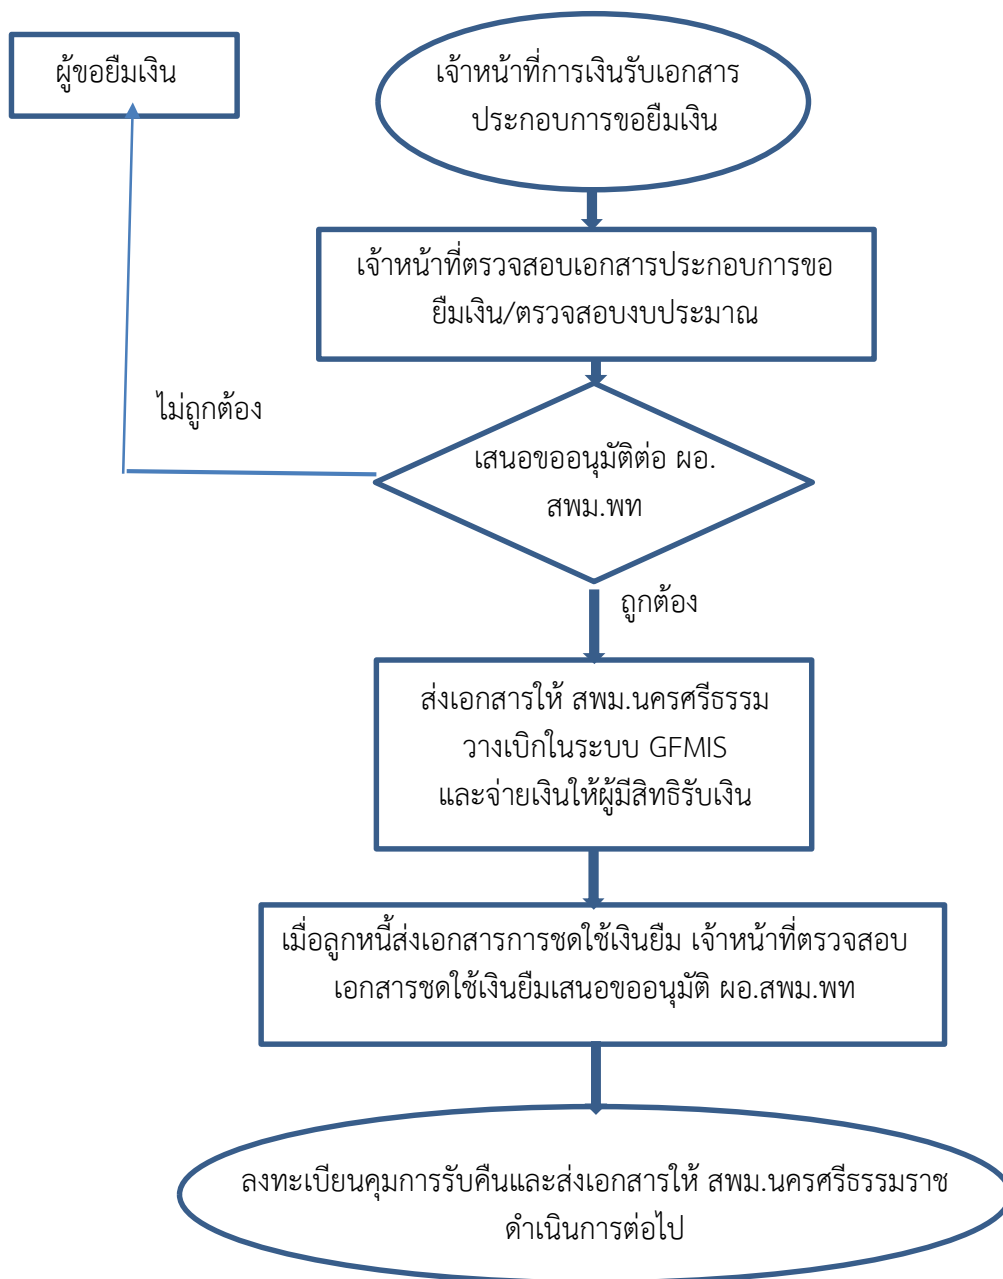 ผู้ขอยืมเงิน
เจ้าหน้าที่การเงินรับเอกสาร
ประกอบการขอยืมเงิน
เจ้าหน้าที่ตรวจสอบเอกสารประกอบการขอ
ยืมเงิน/ตรวจสอบงบประมาณ
ไม่ถูกต้อง
เสนอขออนุมัติต่อ ผอ.
สพม.พท
ถูกต้อง
ส่งเอกสารให้ สพม.นครศรีธรรม
วางเบิกในระบบ GFMIS
และจ่ายเงินให้ผู้มีสิทธิรับเงิน
เมื่อลูกหนี้ส่งเอกสารการชดใช้เงินยืม เจ้าหน้าที่ตรวจสอบ
เอกสารชดใช้เงินยืมเสนอขออนุมัติ ผอ.สพม.พท
ลงทะเบียนคุมการรับคืนและส่งเอกสารให้ สพม.นครศรีธรรมราช
ดำเนินการต่อไป